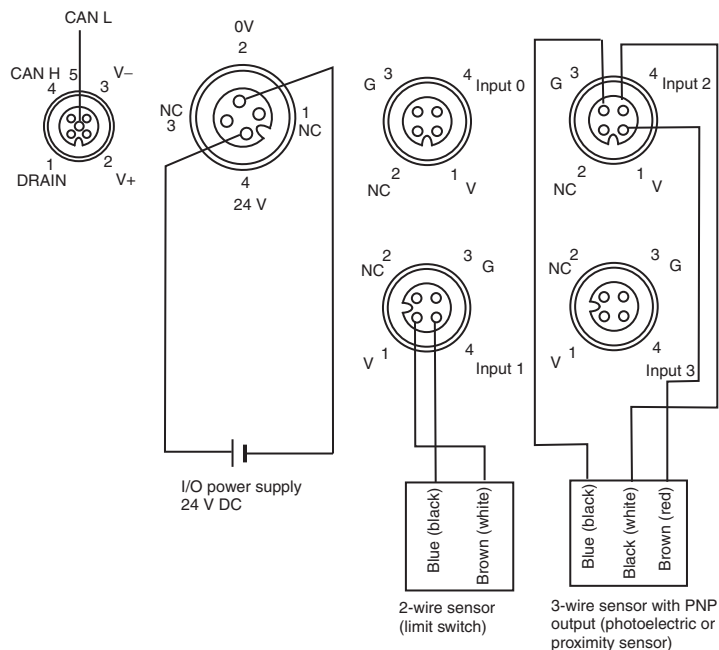 CAN L
CAN H
5
V–
4
3
1
2
DRAIN
V+
0V
2
NC
3
1
NC
4
24 V
G
3
4
Input 0
NC
2
1
V
G
3
4
Input 2
NC
2
1
V
NC
2
3
G
V
1
4
Input 1
NC
2
3
G
V
1
4
Input 3
I/O power supply
24 V DC
Blue (black)
Brown (white)
2-wire sensor
(limit switch)
Blue (black)
Black (white)
Brown (red)
3-wire sensor with PNP
output (photoelectric or
proximity sensor)